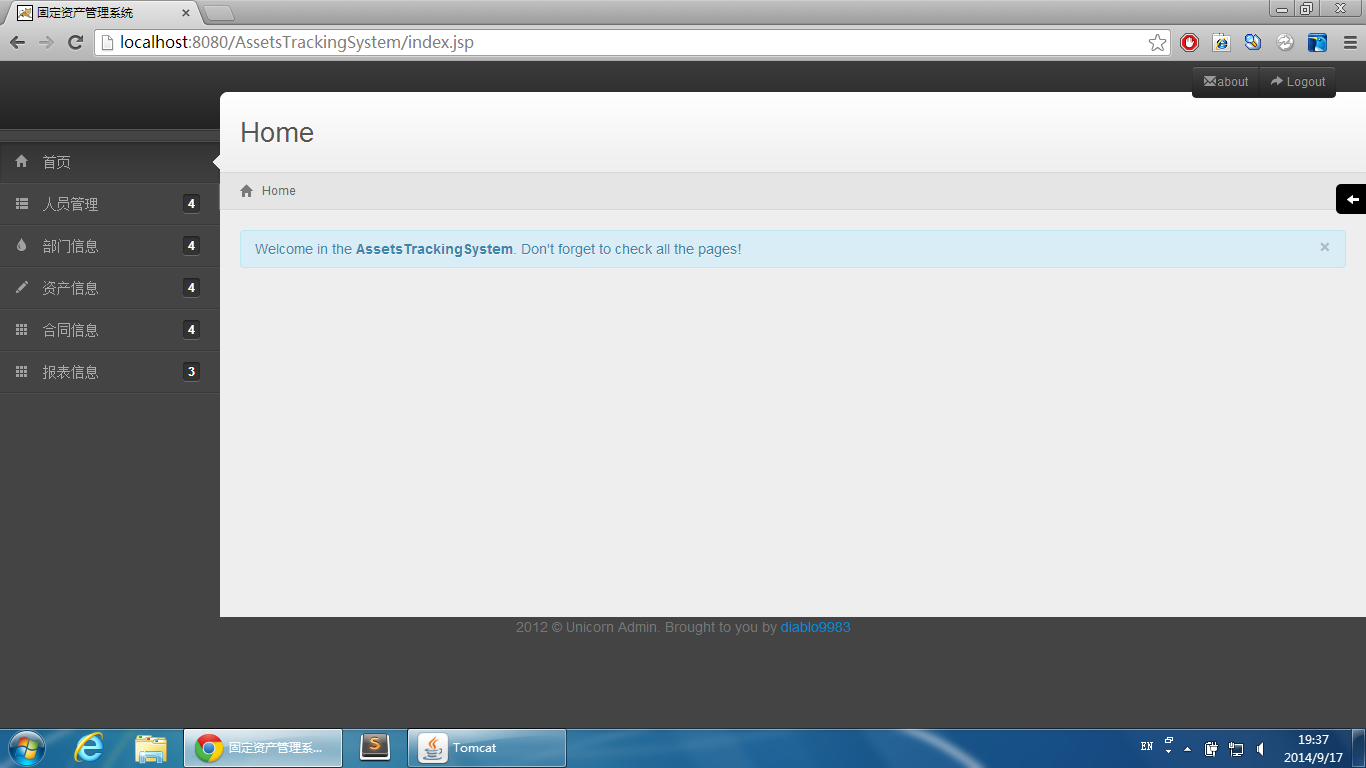 固定资产管理系统
localhost:8080/AssetsTrackingSystem/index.jsp
about
Logout
Home
首页
Home
人员管理 4
部门信息 4
Welcome in the AssetsTrackingSystem. Don't forget to check all the pages! ×
资产信息 4
合同信息 4
报表信息 3
2012 © Unicorn Admin. Brought to you by diablo9983
固定资产管理系...
Tomcat
EN
19:37
2014/9/17